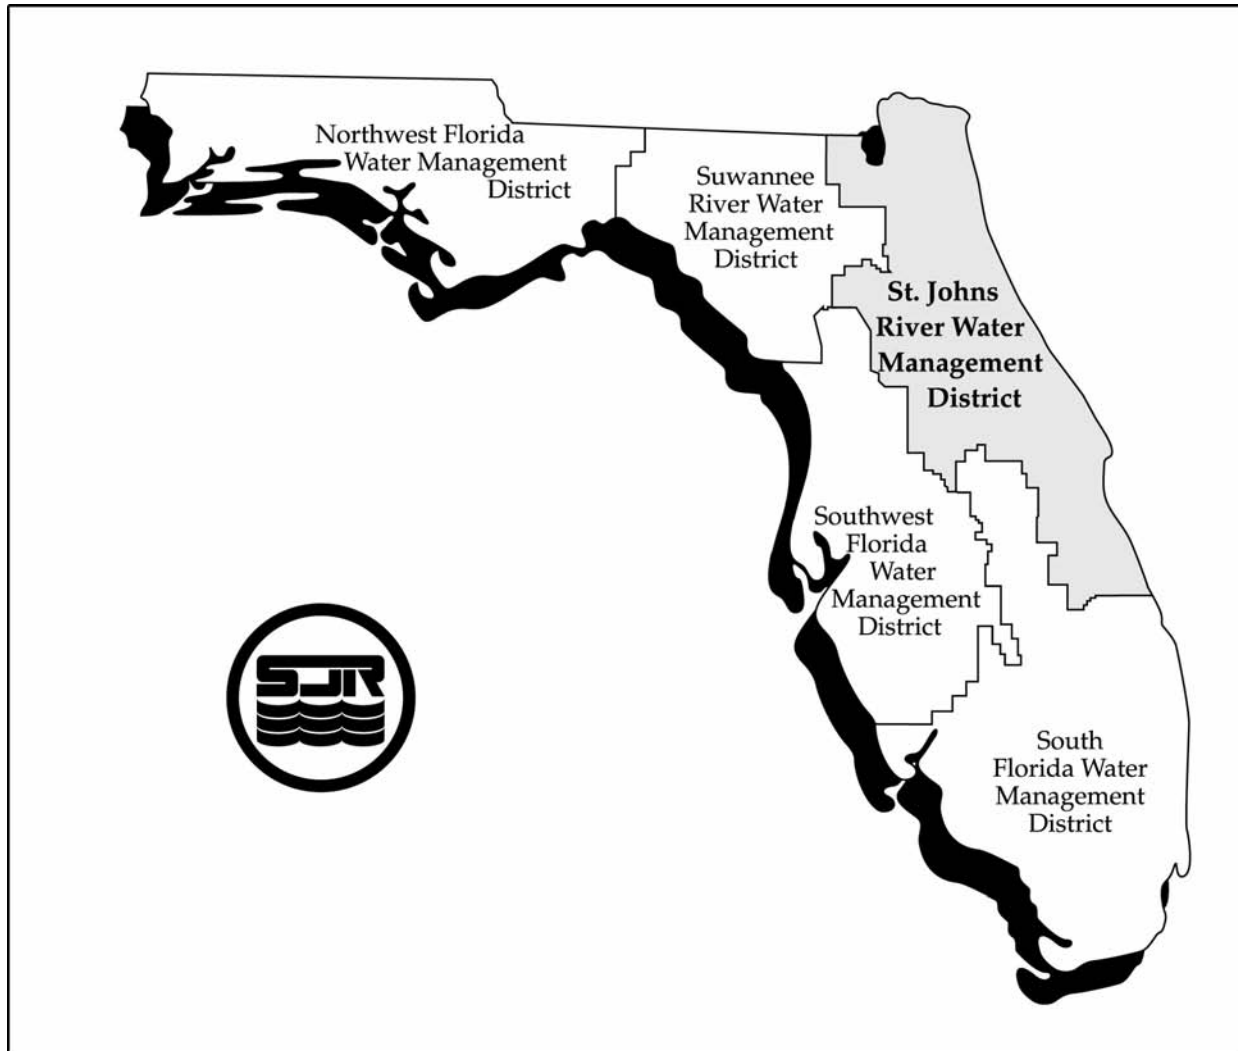 Northwest Florida
Water Management
District
Suwannee
River Water
Management
District
St. Johns
River Water
Management
District
Southwest
Florida
Water
Management
District
SJR
South
Florida Water
Management
District